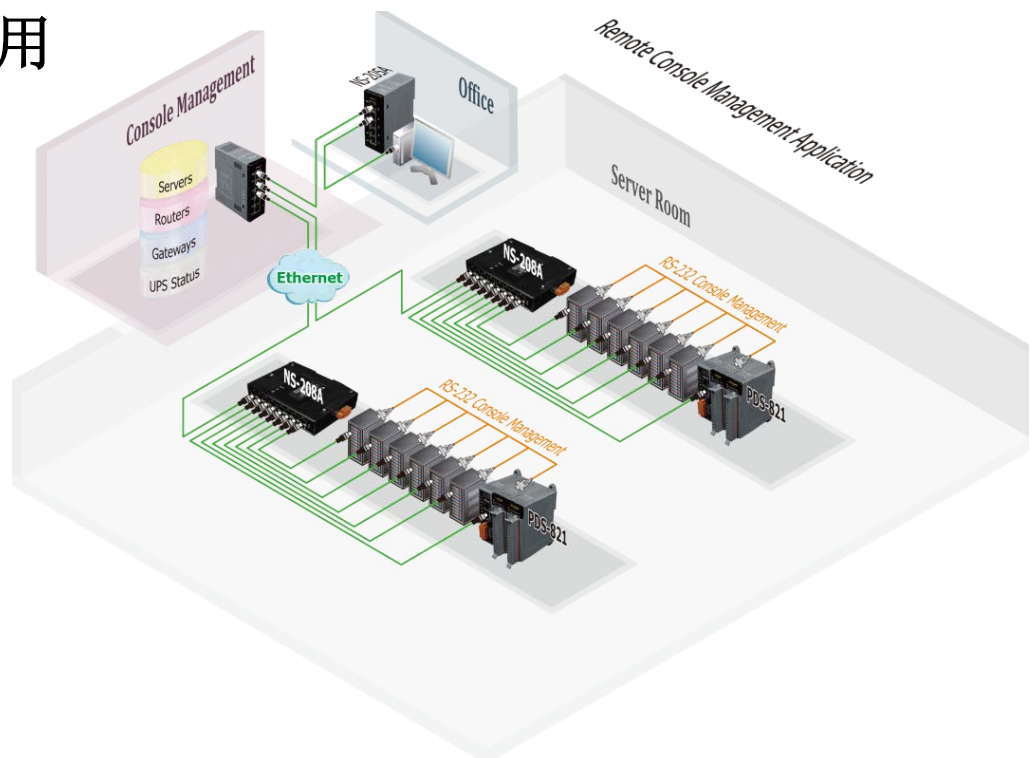 用
Remote Console Management Application
Console Management
NS-205A
Office
Servers
Routers
Gateways
UPS Status
Ethernet
Server Room
NS-208A
RS-232 Console Management
PDS-821
NS-208A
RS-232 Console Management
PDS-821